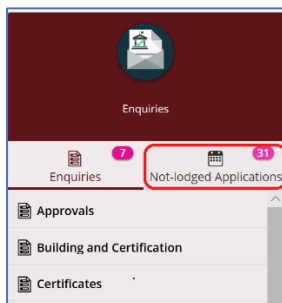 Enquiries
7
31
Enquiries
Not-lodged Applications
Approvals
Building and Certification
Certificates